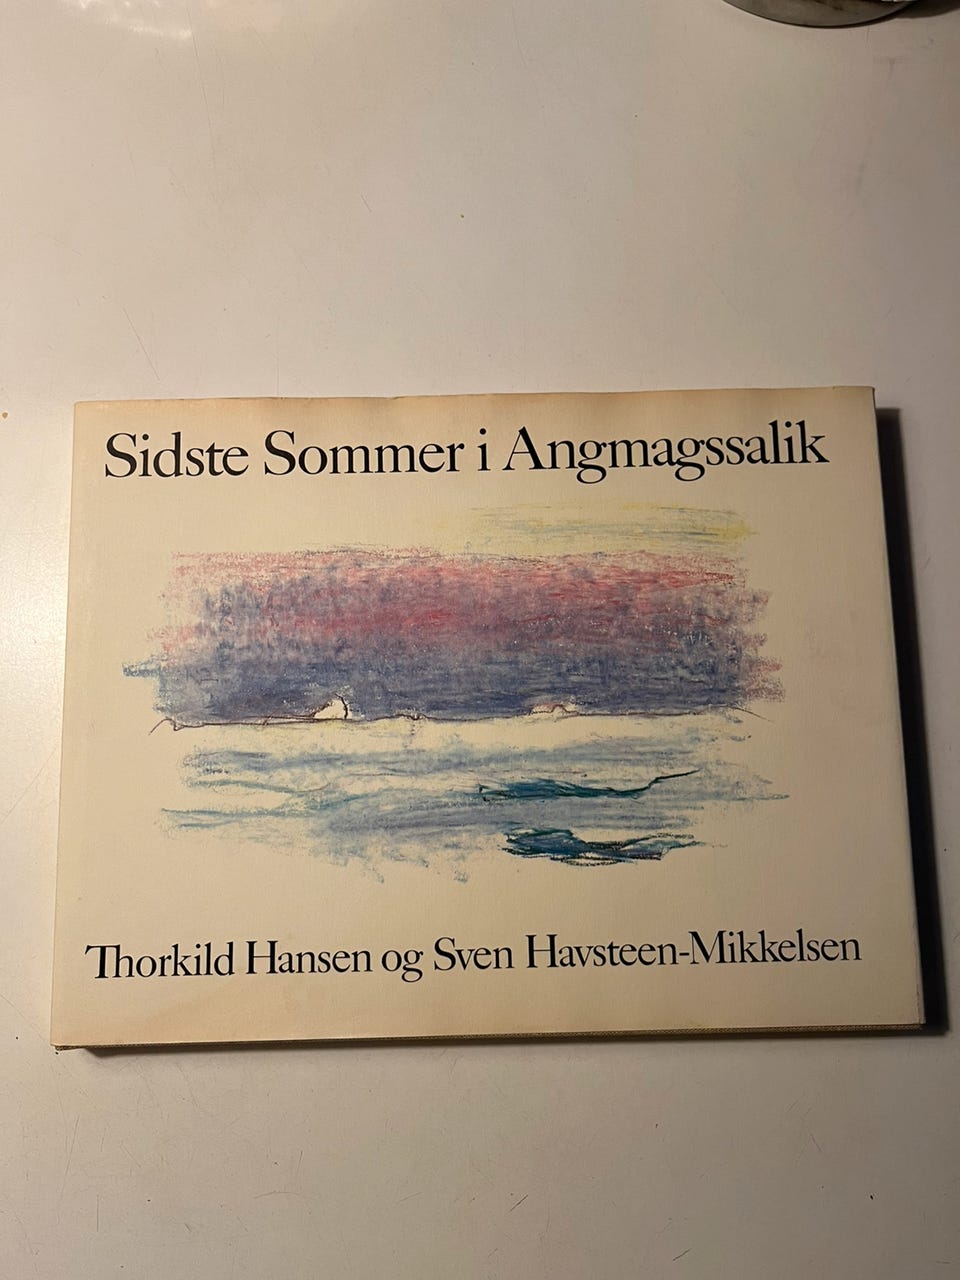 Sidste Sommer i Angmagssalik
Thorkild Hansen og Sven Havsteen-Mikkelsen